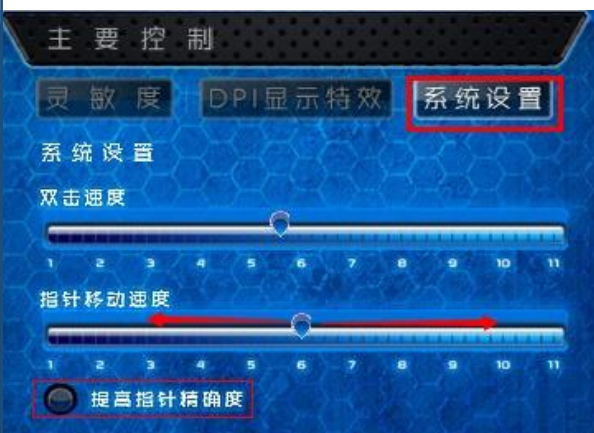 主要控制
灵敏度 DPI显示特效 系统设置
系统设置
双击速度
1 2 3 4 5 6 7 8 9 10 11
指针移动速度
1 2 3 4 5 6 7 8 9 10 11
提高指针精确度